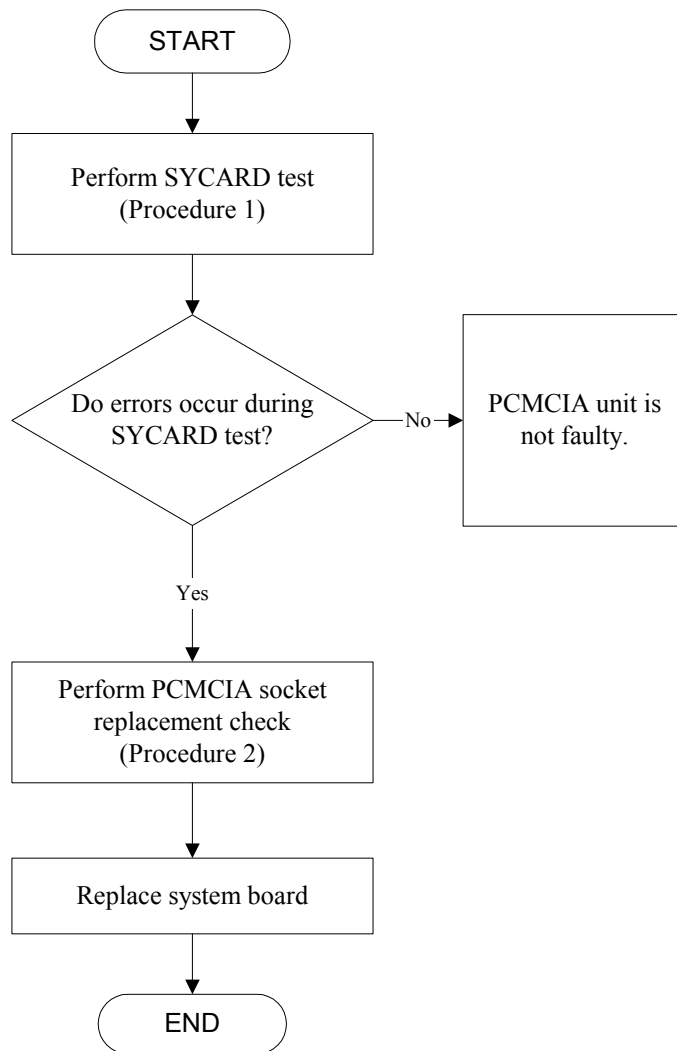 START
Perform SYCARD test
(Procedure 1)
Do errors occur during
SYCARD test?
No
PCMCIA unit is
not faulty.
Yes
Perform PCMCIA socket
replacement check
(Procedure 2)
Replace system board
END